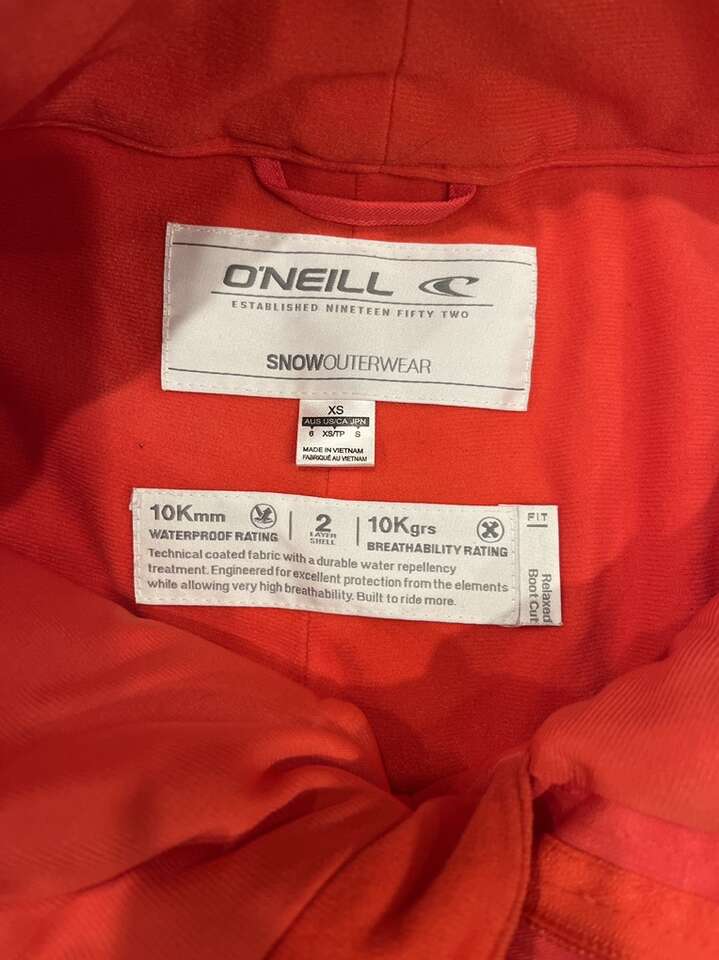 O'NEILL
ESTABLISHED NINETEEN FIFTY TWO
SNOWOUTERWEAR
XS
AUS US/CA JPN
6 XS/TP S
MADE IN VIETNAM
FABRIQUÉ AU VIETNAM
10Kmm
WATERPROOF RATING
2
LAYER
SHELL
10Kgrs
BREATHABILITY RATING
Technical coated fabric with a durable water repellency
treatment. Engineered for excellent protection from the elements
while allowing very high breathability. Built to ride more.
FIT
Relaxed
Boot Cut